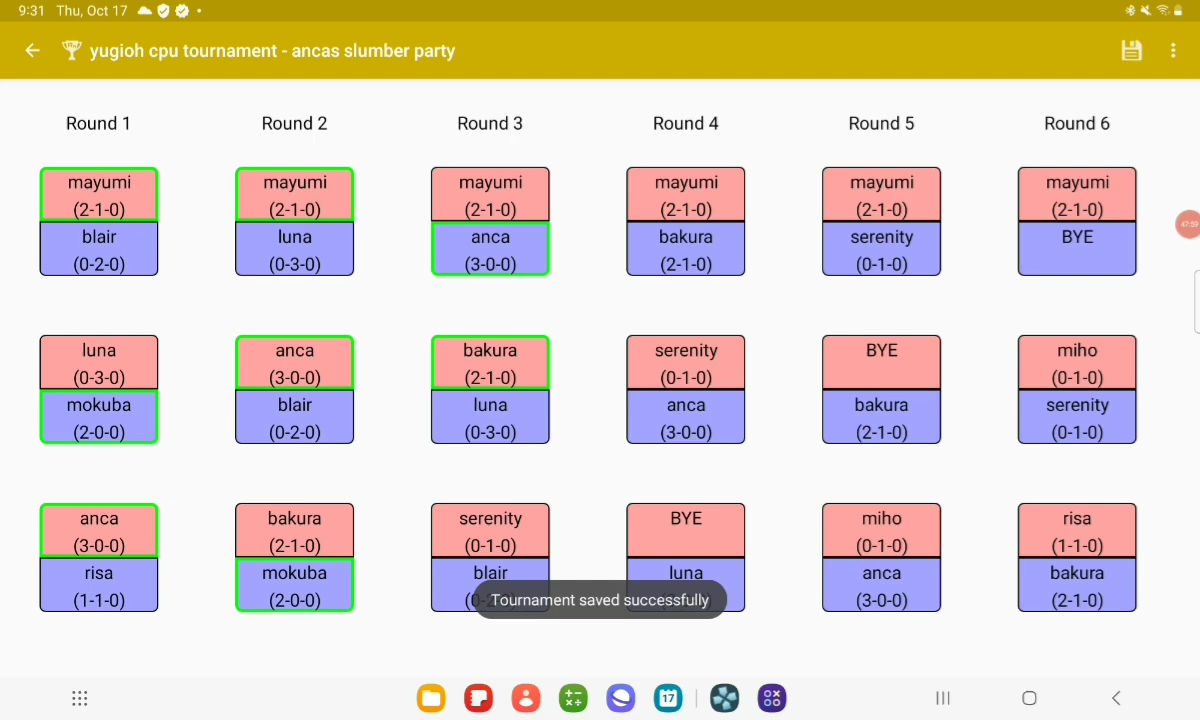 9:31 Thu, Oct 17
yugioh cpu tournament - ancas slumber party
Round 1
Round 2
Round 3
Round 4
Round 5
Round 6
mayumi
(2-1-0)
blair
(0-2-0)
mayumi
(2-1-0)
luna
(0-3-0)
mayumi
(2-1-0)
anca
(3-0-0)
mayumi
(2-1-0)
bakura
(2-1-0)
mayumi
(2-1-0)
serenity
(0-1-0)
mayumi
(2-1-0)
BYE
47:59
luna
(0-3-0)
mokuba
(2-0-0)
anca
(3-0-0)
blair
(0-2-0)
bakura
(2-1-0)
luna
(0-3-0)
serenity
(0-1-0)
anca
(3-0-0)
BYE
bakura
(2-1-0)
miho
(0-1-0)
serenity
(0-1-0)
anca
(3-0-0)
risa
(1-1-0)
bakura
(2-1-0)
mokuba
(2-0-0)
serenity
(0-1-0)
blair
BYE
luna
miho
(0-1-0)
anca
(3-0-0)
risa
(1-1-0)
bakura
(2-1-0)
Tournament saved successfully
17